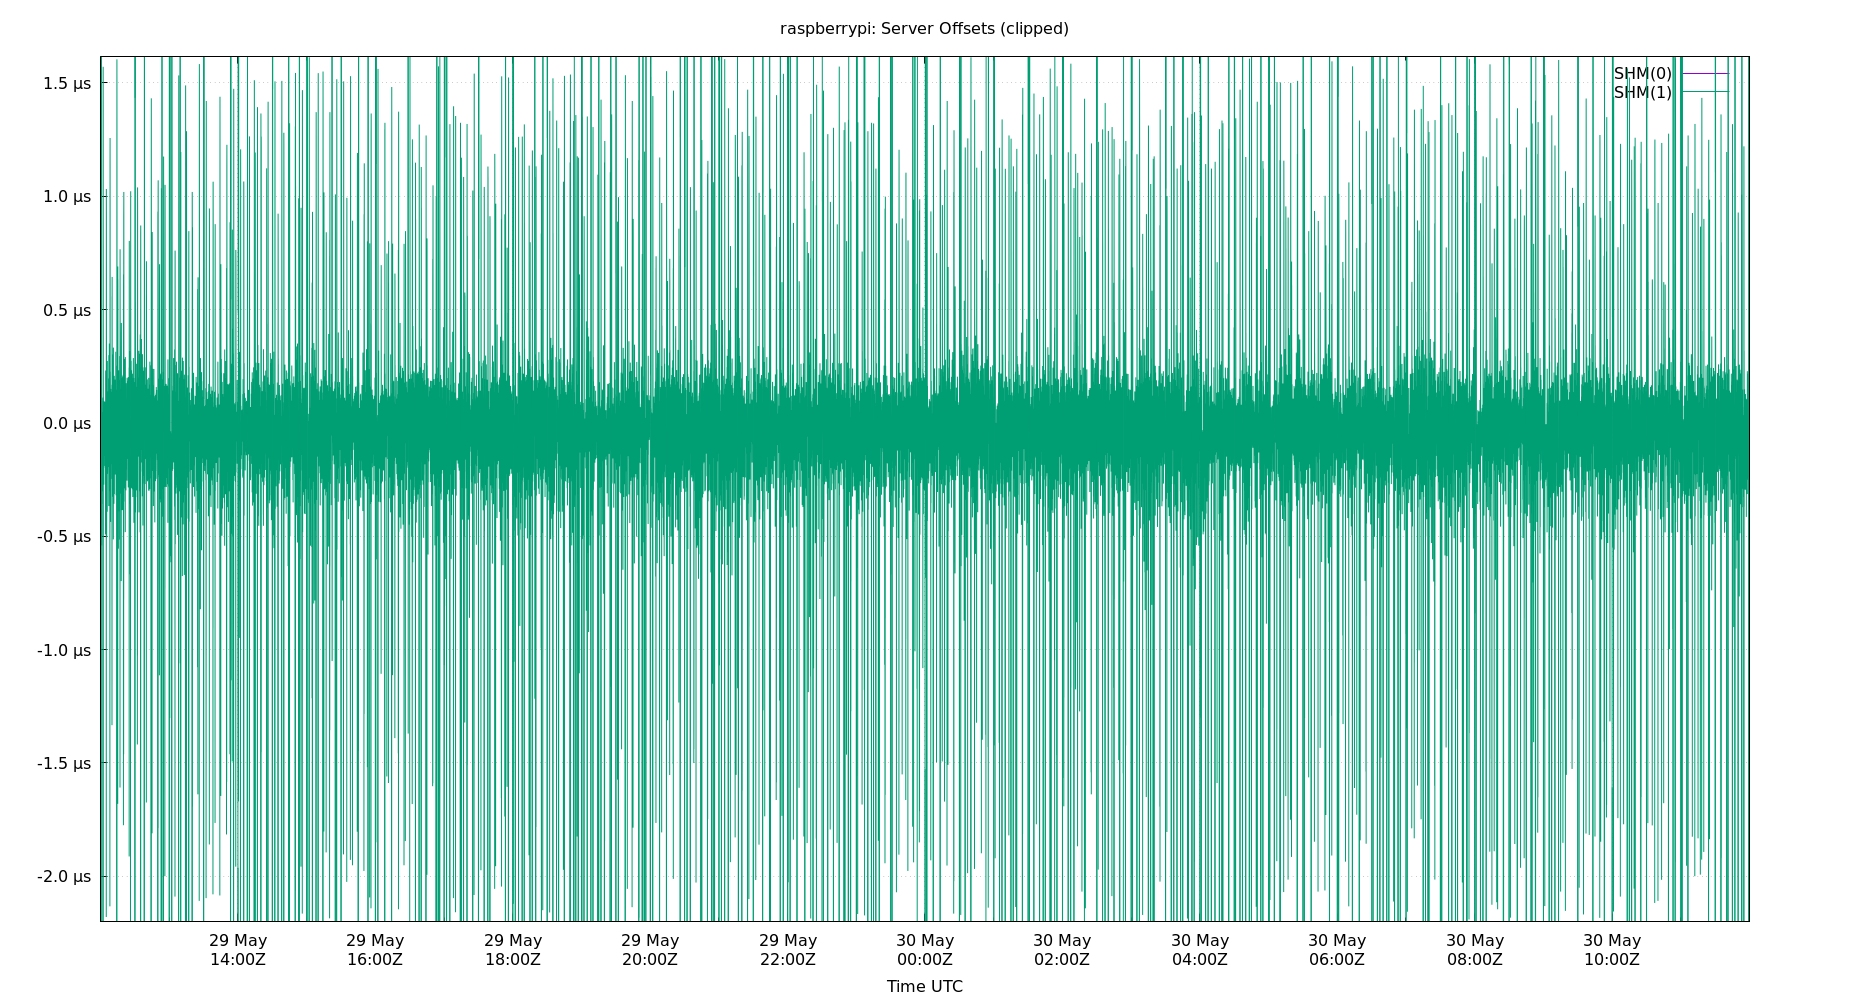 raspberrypi: Server Offsets (clipped)
SHM(0)
SHM(1)
1.5 µs
1.0 µs
0.5 µs
0.0 µs
-0.5 µs
-1.0 µs
-1.5 µs
-2.0 µs
29 May 29 May 29 May 29 May 29 May 30 May 30 May 30 May 30 May 30 May 30 May
14:00Z 16:00Z 18:00Z 20:00Z 22:00Z 00:00Z 02:00Z 04:00Z 06:00Z 08:00Z 10:00Z
Time UTC